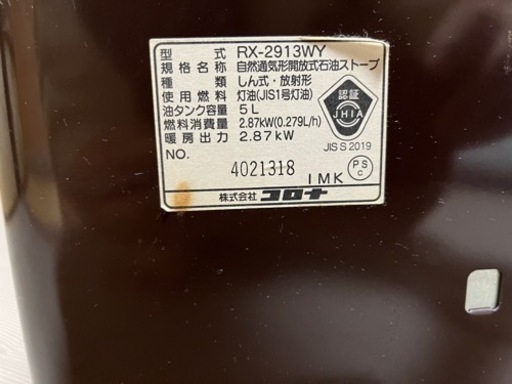 型式 RX-2913WY
規格名称 自然通気形開放式石油ストーブ
種類 しん式・放射形
使用燃料 灯油(JIS1号灯油)
油タンク容量 5L
燃料消費量 2.87kW(0.279L/h)
暖房出力 2.87kW
NO. 4021318
認証
JHIA
JIS S 2019
IMK
PS
C
株式会社コロナ